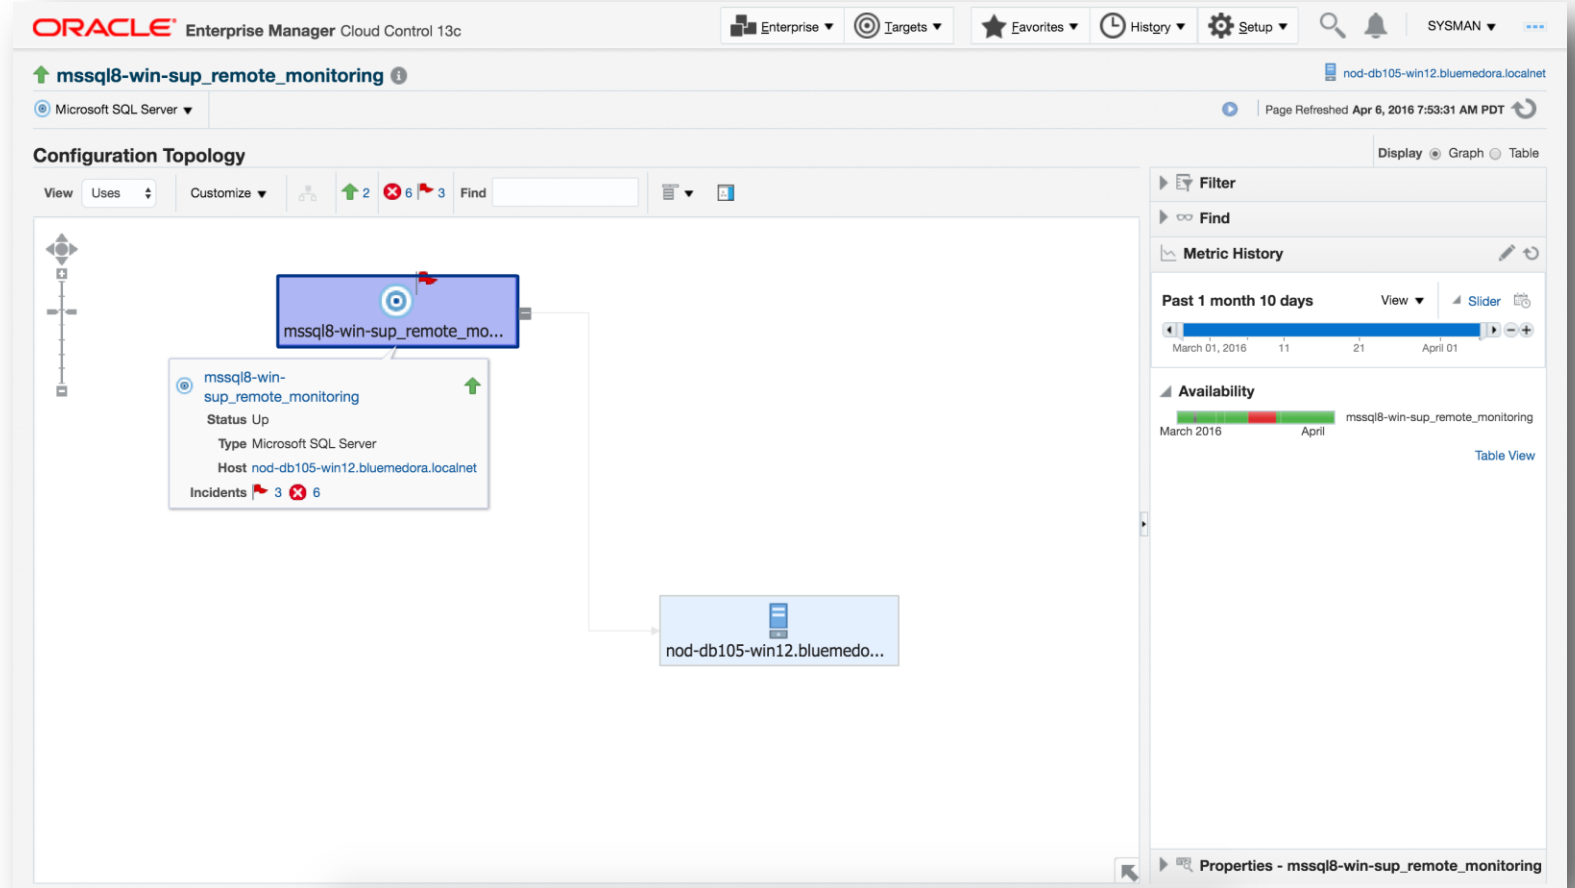 ORACLE Enterprise Manager Cloud Control 13c
Enterprise
Targets
Favorites
History
Setup
SYSMAN
mssql8-win-sup_remote_monitoring
nod-db105-win12.bluemedora.localnet
Microsoft SQL Server
Page Refreshed Apr 6, 2016 7:53:31 AM PDT
Configuration Topology
Display Graph Table
View Uses Customize 2 6 3 Find
mssql8-win-sup_remote_mo...
mssql8-win-
sup_remote_monitoring
Status Up
Type Microsoft SQL Server
Host nod-db105-win12.bluemedora.localnet
Incidents 3 6
nod-db105-win12.bluemedo...
Filter
Find
Metric History
Past 1 month 10 days View Slider
March 01, 2016 11 21 April 01
Availability
mssql8-win-sup_remote_monitoring
March 2016 April
Table View
Properties - mssql8-win-sup_remote_monitoring